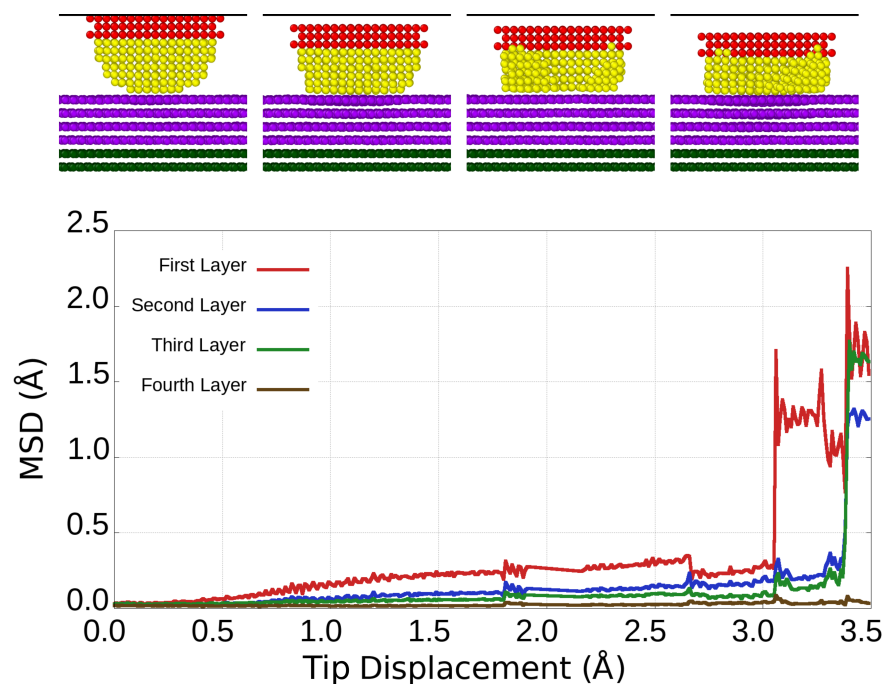 2.5
2.0
1.5
1.0
0.5
0.0
MSD (Å)
First Layer
Second Layer
Third Layer
Fourth Layer
0.0 0.5 1.0 1.5 2.0 2.5 3.0 3.5
Tip Displacement (Å)